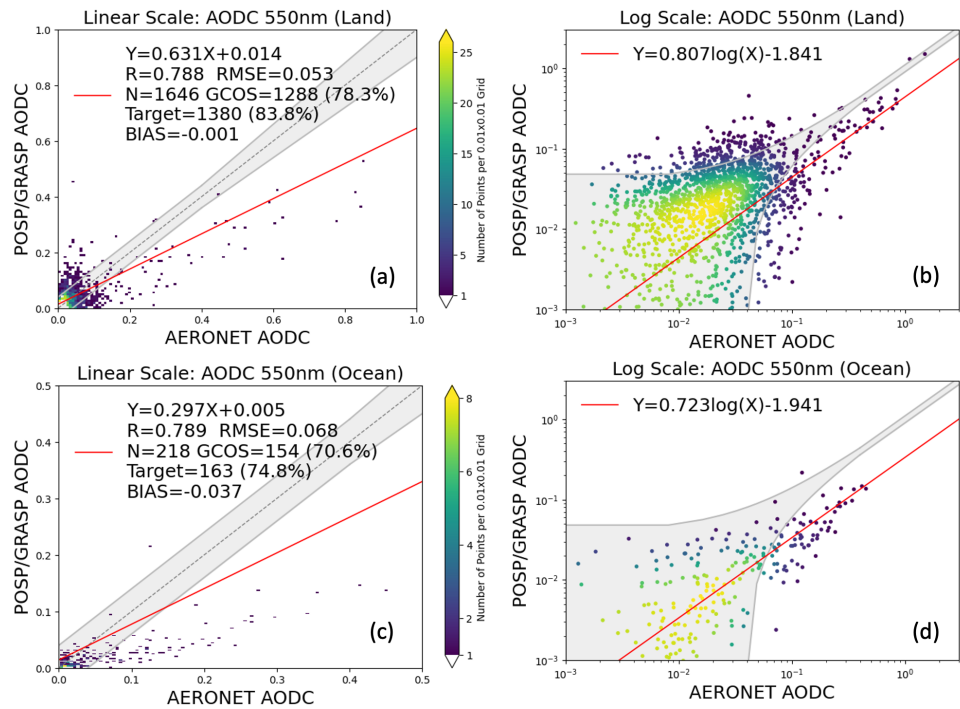 Linear Scale: AODC 550nm (Land)
POSP/GRASP AODC
1.0
0.8
0.6
0.4
0.2
0.0
Y=0.631X+0.014
R=0.788 RMSE=0.053
N=1646 GCOS=1288 (78.3%)
Target=1380 (83.8%)
BIAS=-0.001
(a)
0.0 0.2 0.4 0.6 0.8 1.0
AERONET AODC
25
20
15
10
5
1
Number of Points per 0.01x0.01 Grid
Log Scale: AODC 550nm (Land)
POSP/GRASP AODC
10⁰
10⁻¹
10⁻²
10⁻³
Y=0.807log(X)-1.841
(b)
10⁻³ 10⁻² 10⁻¹ 10⁰
AERONET AODC
Linear Scale: AODC 550nm (Ocean)
POSP/GRASP AODC
0.5
0.4
0.3
0.2
0.1
0.0
Y=0.297X+0.005
R=0.789 RMSE=0.068
N=218 GCOS=154 (70.6%)
Target=163 (74.8%)
BIAS=-0.037
(c)
0.0 0.1 0.2 0.3 0.4 0.5
AERONET AODC
8
6
4
2
1
Number of Points per 0.01x0.01 Grid
Log Scale: AODC 550nm (Ocean)
POSP/GRASP AODC
10⁰
10⁻¹
10⁻²
10⁻³
Y=0.723log(X)-1.941
(d)
10⁻³ 10⁻² 10⁻¹ 10⁰
AERONET AODC